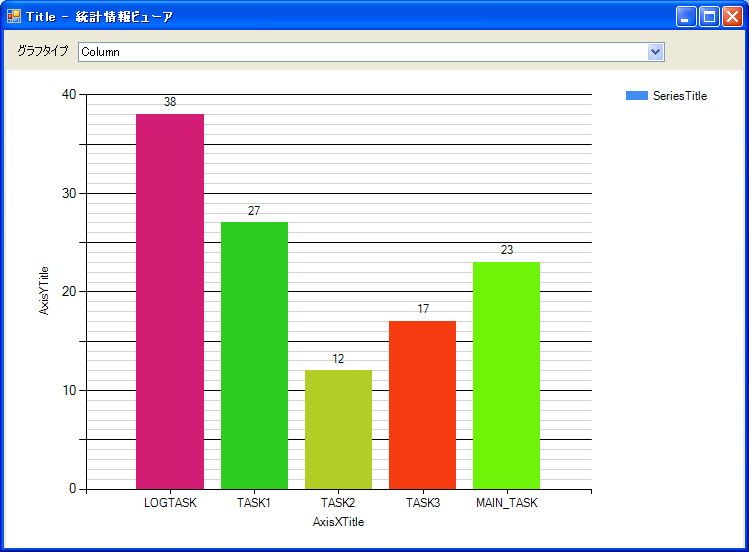 Title - 統計情報ビューア
グラフタイプ Column
SeriesTitle
40
30
20
10
0
AxisYTitle
38
27
12
17
23
LOGTASK TASK1 TASK2 TASK3 MAIN_TASK
AxisXTitle